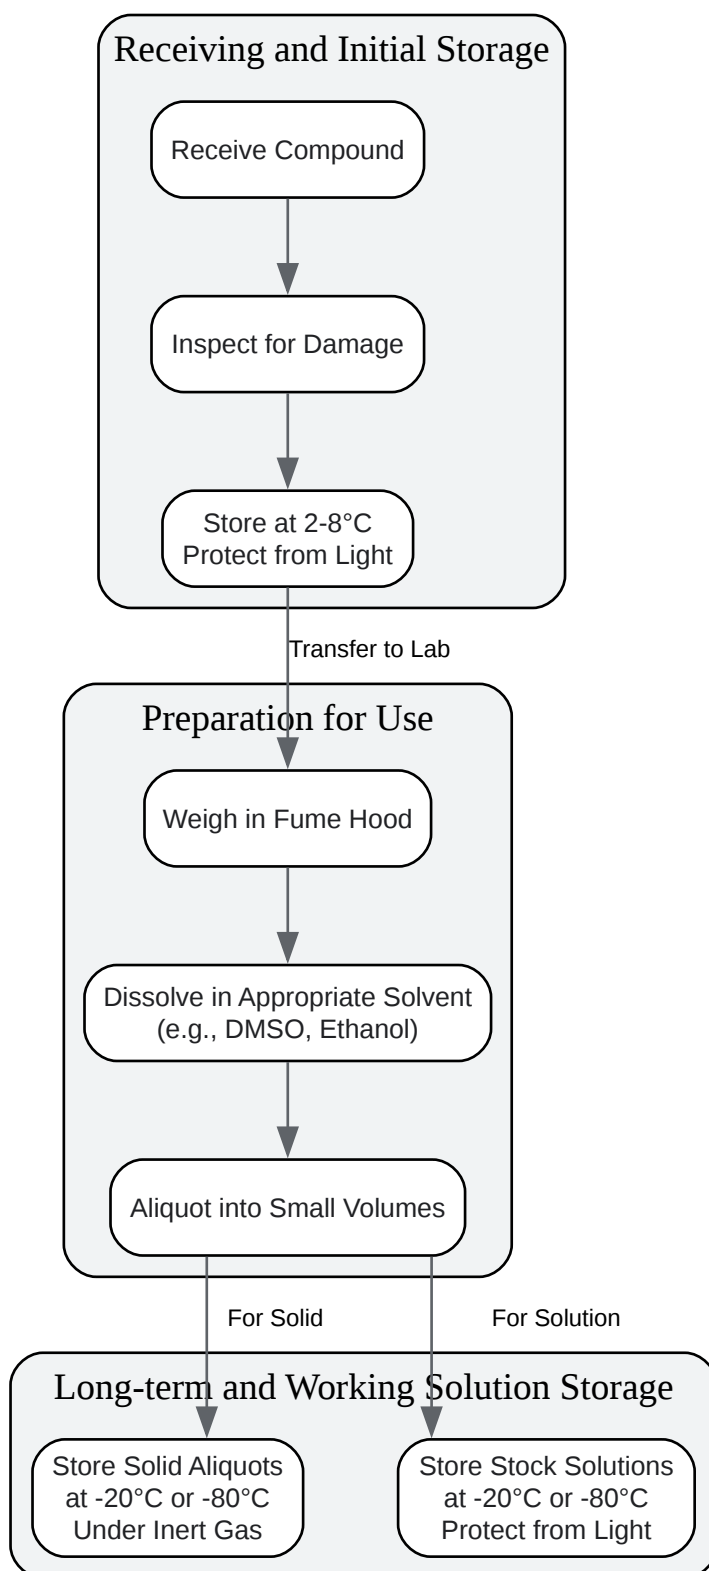 Receiving and Initial Storage
Receive Compound
Inspect for Damage
Store at 2-8°C
Protect from Light
Transfer to Lab
Preparation for Use
Weigh in Fume Hood
Dissolve in Appropriate Solvent
(e.g., DMSO, Ethanol)
Aliquot into Small Volumes
For Solid
For Solution
Long-term and Working Solution Storage
Store Solid Aliquots
at -20°C or -80°C
Under Inert Gas
Store Stock Solutions
at -20°C or -80°C
Protect from Light